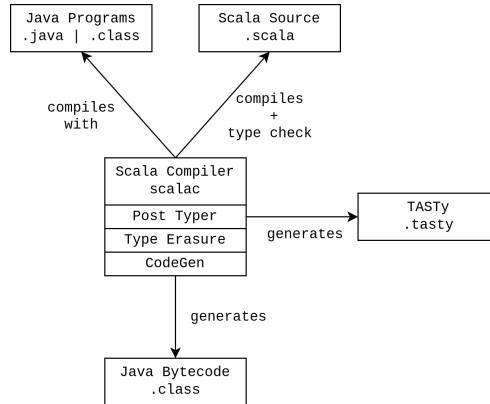 Java Programs
.java | .class
Scala Source
.scala
compiles
with
compiles
+
type check
Scala Compiler
scalac
Post Typer
Type Erasure
CodeGen
generates
TASTy
.tasty
generates
Java Bytecode
.class